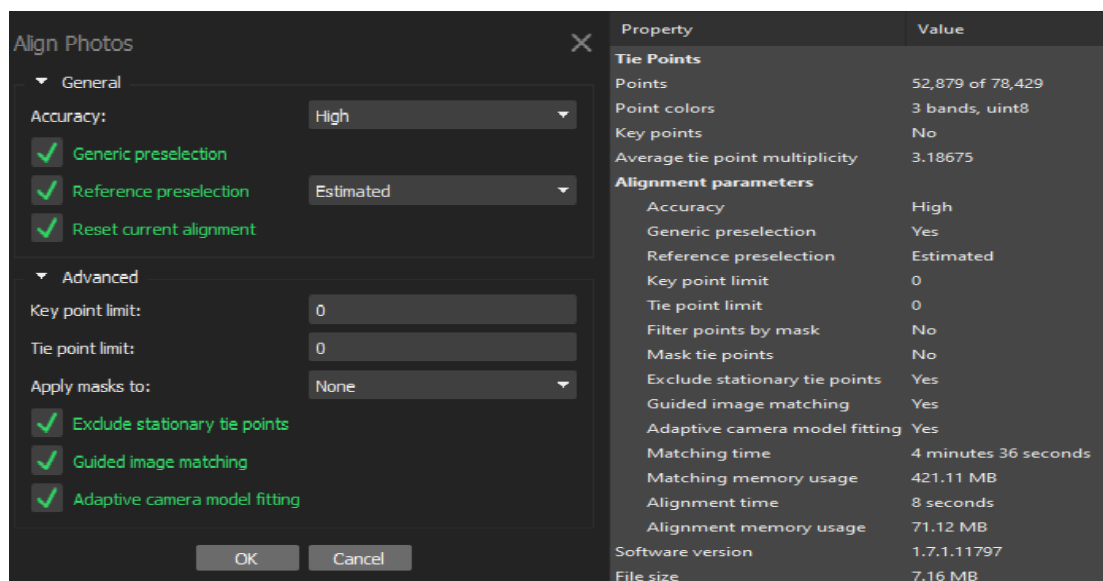 Align Photos
General
Accuracy: High
Generic preselection
Reference preselection Estimated
Reset current alignment
Advanced
Key point limit: 0
Tie point limit: 0
Apply masks to: None
Exclude stationary tie points
Guided image matching
Adaptive camera model fitting
OK Cancel
Property Value
Tie Points
Points 52,879 of 78,429
Point colors 3 bands, uint8
Key points No
Average tie point multiplicity 3.18675
Alignment parameters
Accuracy High
Generic preselection Yes
Reference preselection Estimated
Key point limit 0
Tie point limit 0
Filter points by mask No
Mask tie points No
Exclude stationary tie points Yes
Guided image matching Yes
Adaptive camera model fitting Yes
Matching time 4 minutes 36 seconds
Matching memory usage 421.11 MB
Alignment time 8 seconds
Alignment memory usage 71.12 MB
Software version 1.7.1.11797
File size 7.16 MB